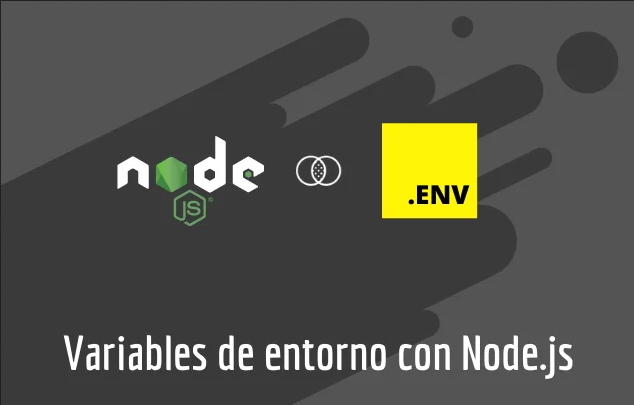 node
JS
.ENV
Variables de entorno con Node.js